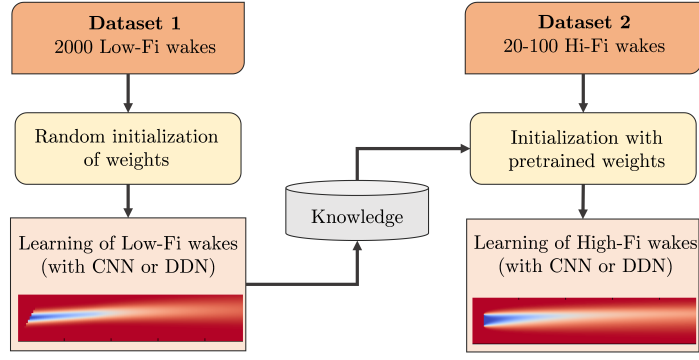 Dataset 1
2000 Low-Fi wakes
Random initialization
of weights
Learning of Low-Fi wakes
(with CNN or DDN)
Knowledge
Dataset 2
20-100 Hi-Fi wakes
Initialization with
pretrained weights
Learning of High-Fi wakes
(with CNN or DDN)